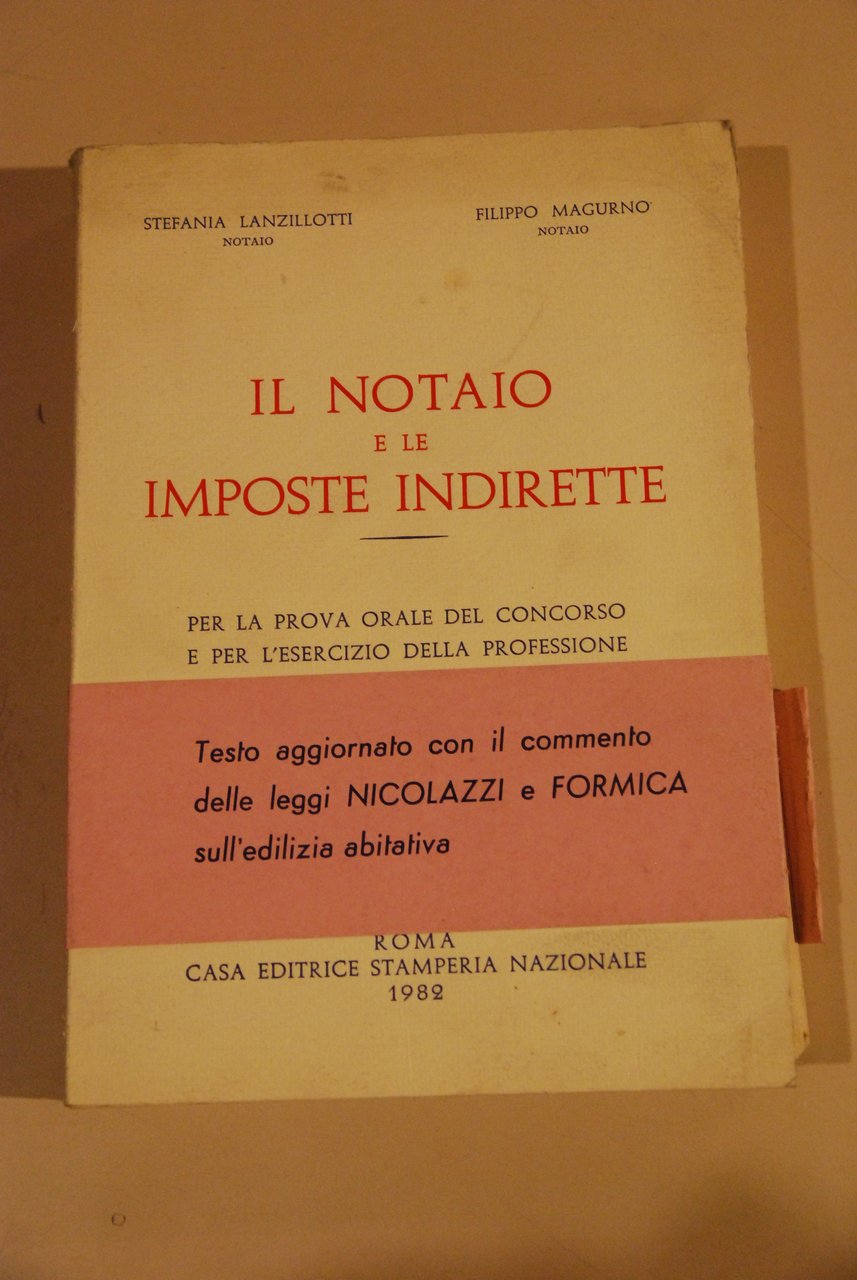 STEFANIA LANZILLOTTI
NOTAIO
FILIPPO MAGURNO
NOTAIO
IL NOTAIO
E LE
IMPOSTE INDIRETTE
PER LA PROVA ORALE DEL CONCORSO
E PER L'ESERCIZIO DELLA PROFESSIONE
Testo aggiornato con il commento
delle leggi NICOLAZZI e FORMICA
sull'edilizia abitativa
ROMA
CASA EDITRICE STAMPERIA NAZIONALE
1982